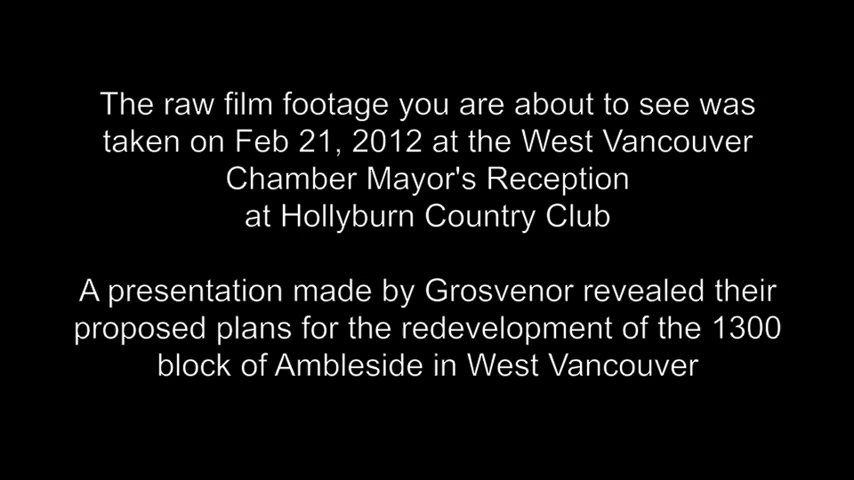 The raw film footage you are about to see was
taken on Feb 21, 2012 at the West Vancouver
Chamber Mayor's Reception
at Hollyburn Country Club
A presentation made by Grosvenor revealed their
proposed plans for the redevelopment of the 1300
block of Ambleside in West Vancouver